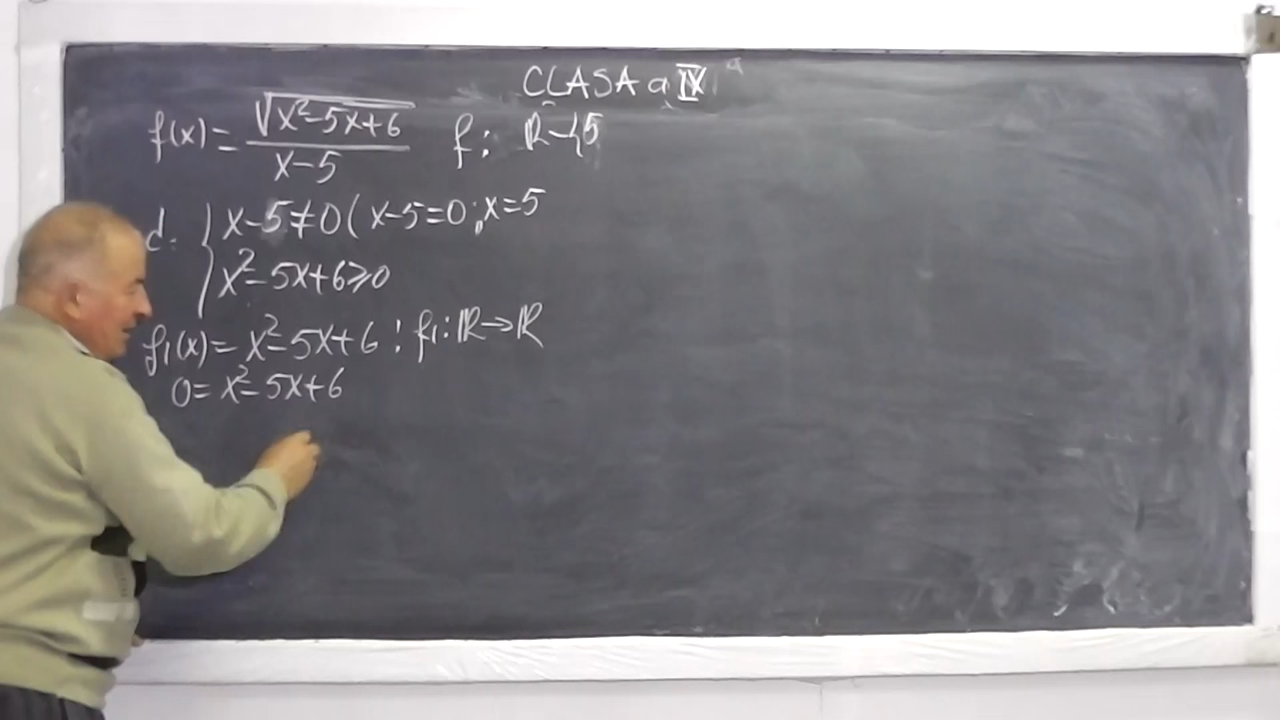 CLASA a IX a
f(x) = √(x²-5x+6) / (x-5) f: R-{5
d. { x-5≠0 ( x-5=0; x=5
x²-5x+6≥0
f₁(x) = x²-5x+6 ; f₁: R→R
0= x²-5x+6